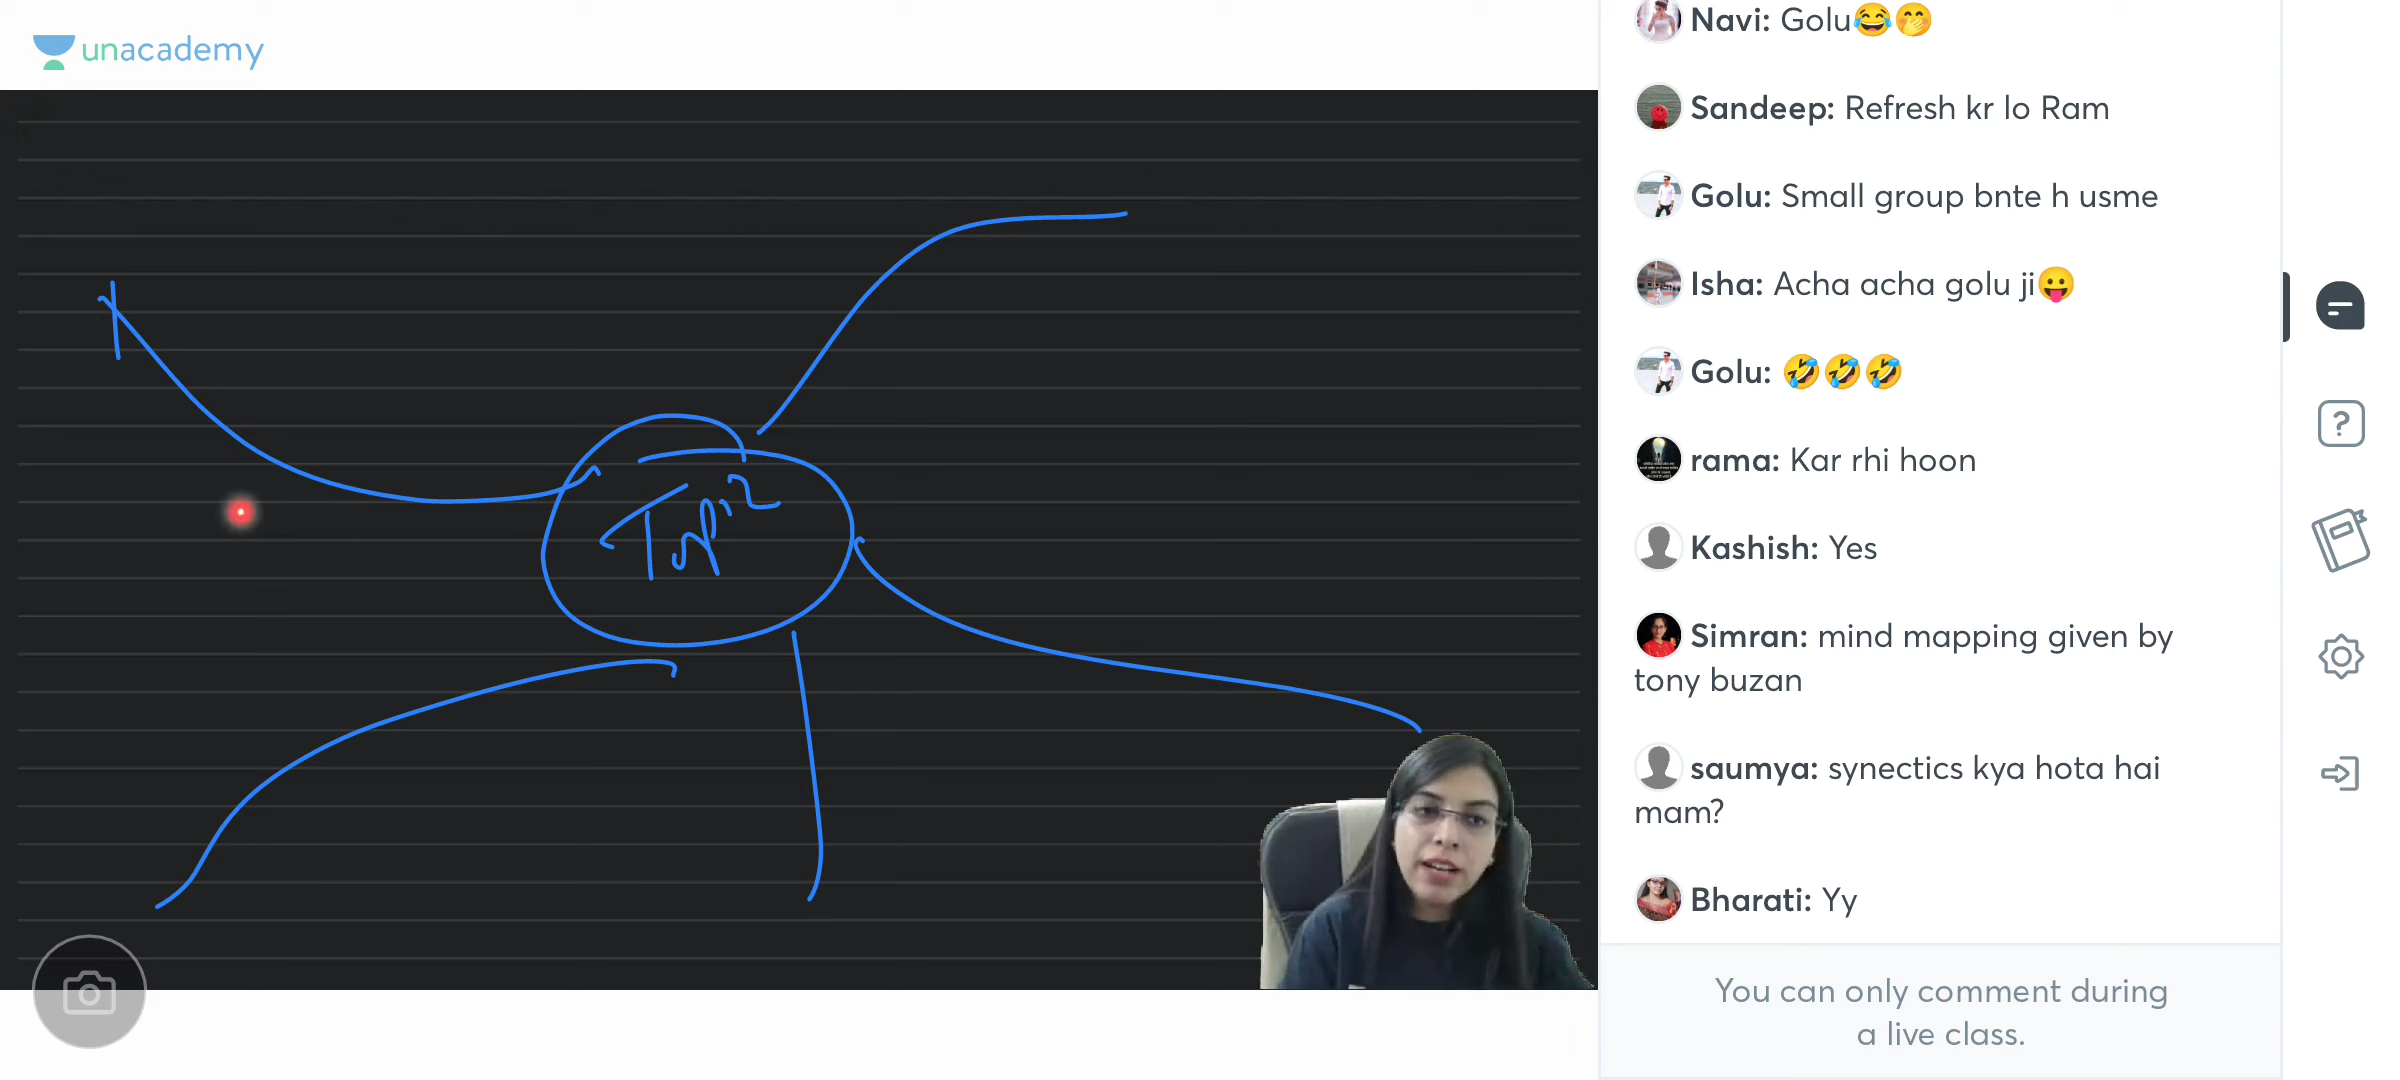 unacademy
Topic
Navi: Golu😂🤭
Sandeep: Refresh kr lo Ram
Golu: Small group bnte h usme
Isha: Acha acha golu ji😛
Golu: 🤣🤣🤣
rama: Kar rhi hoon
Kashish: Yes
Simran: mind mapping given by
tony buzan
saumya: synectics kya hota hai
mam?
Bharati: Yy
You can only comment during
a live class.